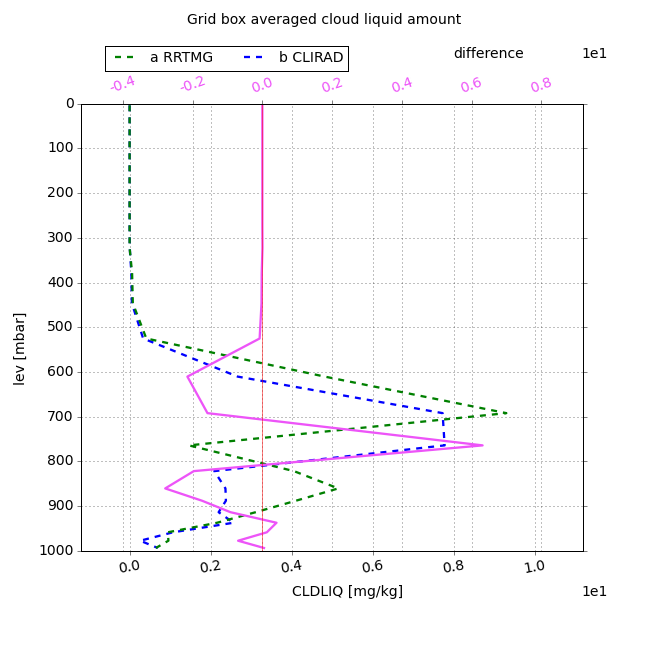 Grid box averaged cloud liquid amount
a RRTMG b CLIRAD difference 1e1
-0.4 -0.2 0.0 0.2 0.4 0.6 0.8
0
100
200
300
400
500
600
700
800
900
1000
lev [mbar]
0.0 0.2 0.4 0.6 0.8 1.0
CLDLIQ [mg/kg] 1e1